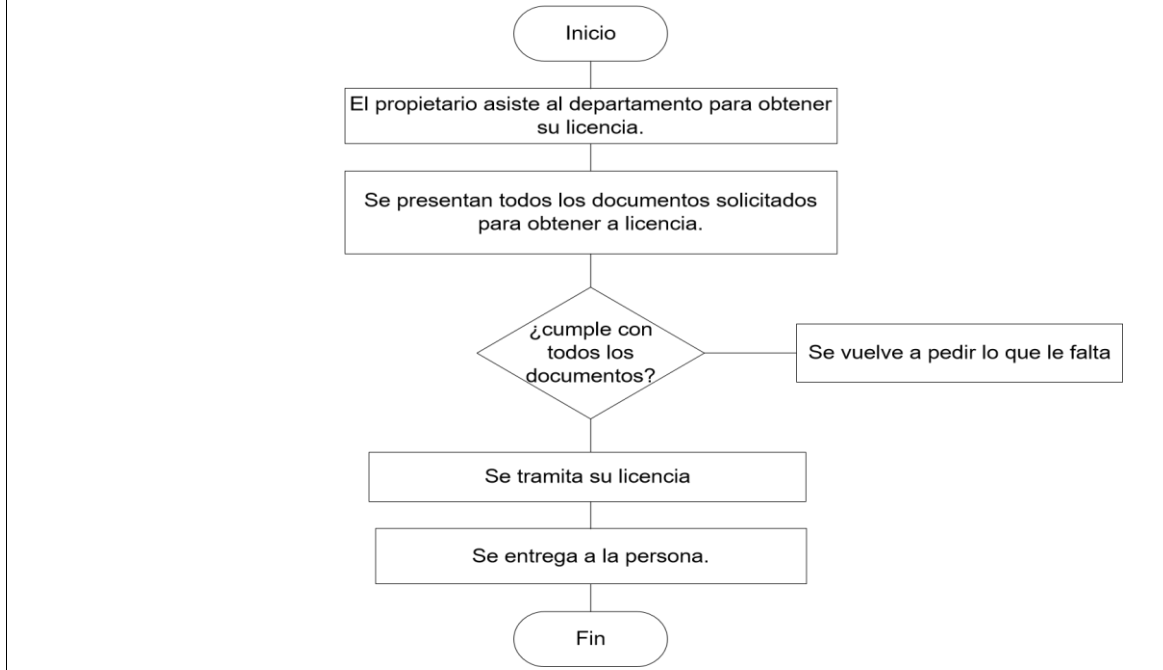 Inicio
El propietario asiste al departamento para obtener
su licencia.
Se presentan todos los documentos solicitados
para obtener a licencia.
¿cumple con
todos los
documentos?
Se vuelve a pedir lo que le falta
Se tramita su licencia
Se entrega a la persona.
Fin